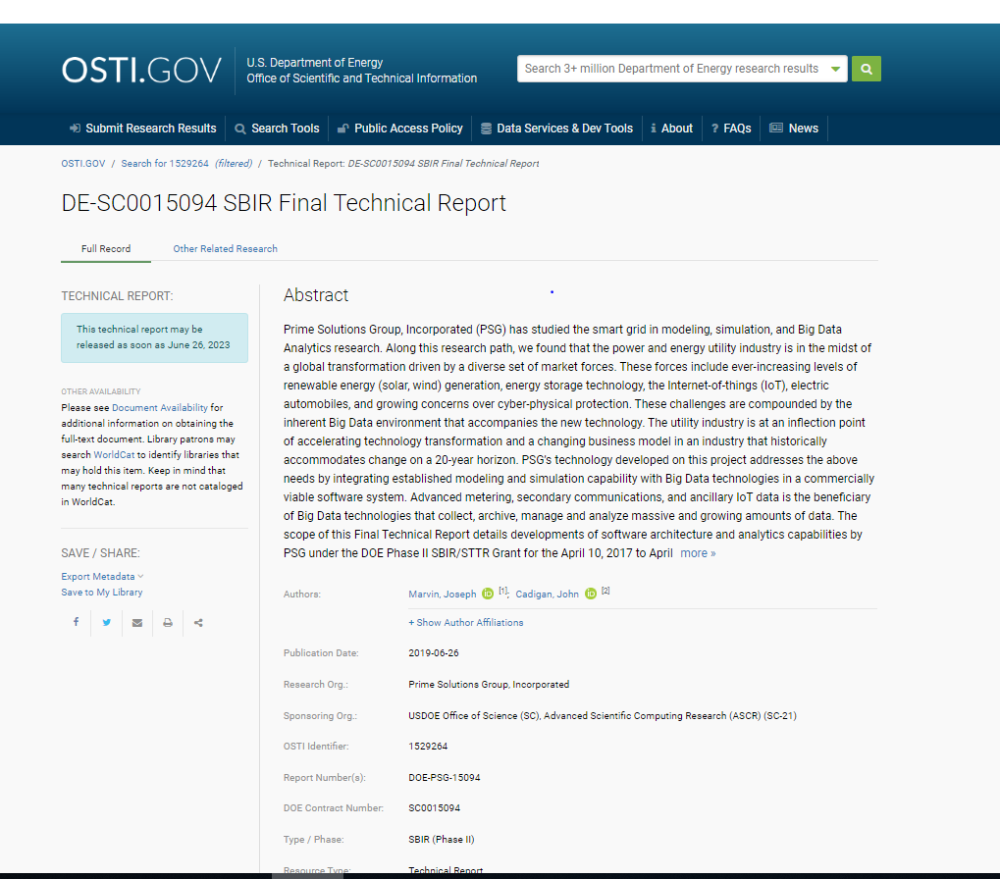 OSTI.GOV
U.S. Department of Energy
Office of Scientific and Technical Information
Search 3+ million Department of Energy research results
Submit Research Results
Search Tools
Public Access Policy
Data Services & Dev Tools
About
? FAQs
News
OSTI.GOV / Search for 1529264 (filtered) / Technical Report: DE-SC0015094 SBIR Final Technical Report
DE-SC0015094 SBIR Final Technical Report
Full Record
Other Related Research
TECHNICAL REPORT:
This technical report may be
released as soon as June 26, 2023
OTHER AVAILABILITY
Please see Document Availability for
additional information on obtaining the
full-text document. Library patrons may
search WorldCat to identify libraries that
may hold this item. Keep in mind that
many technical reports are not cataloged
in WorldCat.
SAVE / SHARE:
Export Metadata
Save to My Library
Abstract
Prime Solutions Group, Incorporated (PSG) has studied the smart grid in modeling, simulation, and Big Data
Analytics research. Along this research path, we found that the power and energy utility industry is in the midst of
a global transformation driven by a diverse set of market forces. These forces include ever-increasing levels of
renewable energy (solar, wind) generation, energy storage technology, the Internet-of-things (IoT), electric
automobiles, and growing concerns over cyber-physical protection. These challenges are compounded by the
inherent Big Data environment that accompanies the new technology. The utility industry is at an inflection point
of accelerating technology transformation and a changing business model in an industry that historically
accommodates change on a 20-year horizon. PSG's technology developed on this project addresses the above
needs by integrating established modeling and simulation capability with Big Data technologies in a commercially
viable software system. Advanced metering, secondary communications, and ancillary IoT data is the beneficiary
of Big Data technologies that collect, archive, manage and analyze massive and growing amounts of data. The
scope of this Final Technical Report details developments of software architecture and analytics capabilities by
PSG under the DOE Phase II SBIR/STTR Grant for the April 10, 2017 to April more »
Authors: Marvin, Joseph iD [1]; Cadigan, John iD [2]
+ Show Author Affiliations
Publication Date: 2019-06-26
Research Org.: Prime Solutions Group, Incorporated
Sponsoring Org.: USDOE Office of Science (SC), Advanced Scientific Computing Research (ASCR) (SC-21)
OSTI Identifier: 1529264
Report Number(s): DOE-PSG-15094
DOE Contract Number: SC0015094
Type / Phase: SBIR (Phase II)
Resource Type: Technical Report